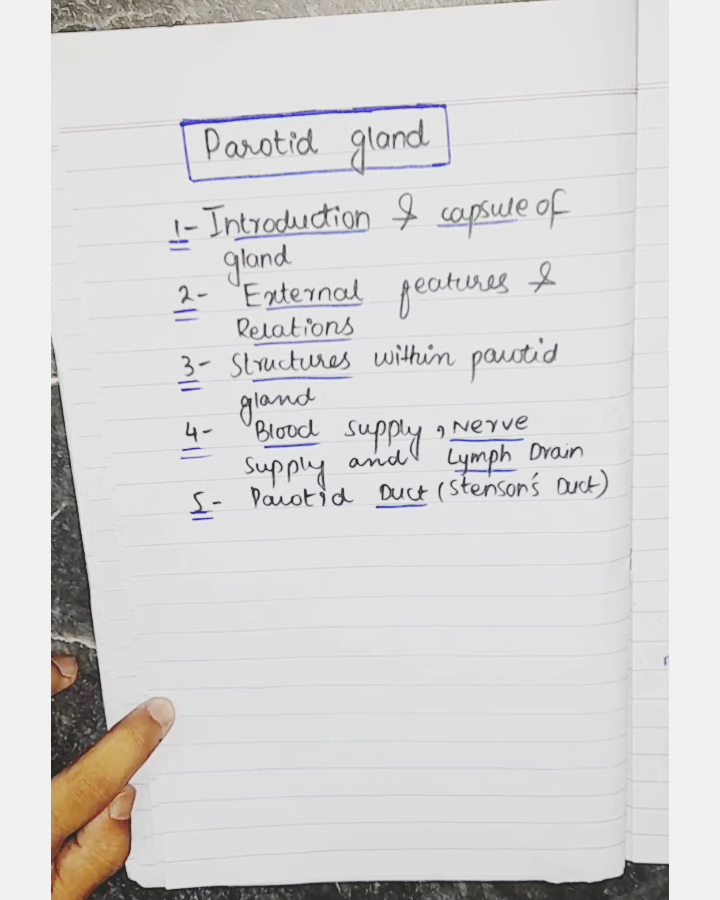 Parotid gland
1- Introduction & capsule of
gland
2- External features &
Relations
3- Structures within parotid
gland
4- Blood supply, Nerve
supply and Lymph Drain
5- Parotid Duct (Stenson's Duct)